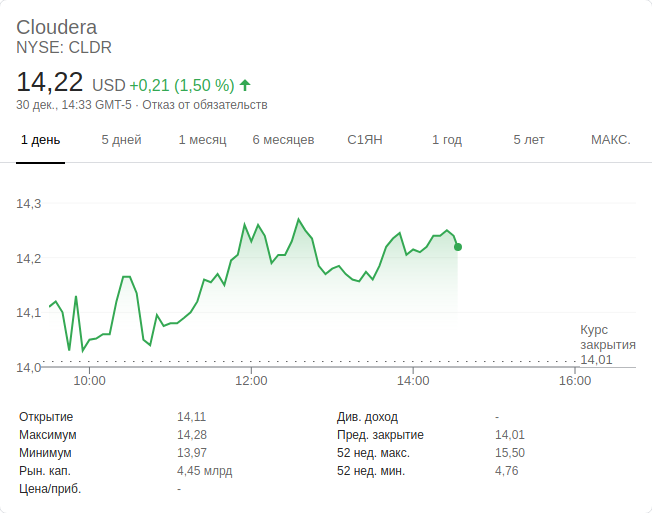 Cloudera
NYSE: CLDR
14,22 USD +0,21 (1,50 %)
30 дек., 14:33 GMT-5 · Отказ от обязательств
1 день 5 дней 1 месяц 6 месяцев С1ЯН 1 год 5 лет МАКС.
14,3
14,2
14,1
14,0
Курс
закрытия
14,01
10:00 12:00 14:00 16:00
Открытие 14,11 Див. доход -
Максимум 14,28 Пред. закрытие 14,01
Минимум 13,97 52 нед. макс. 15,50
Рын. кап. 4,45 млрд 52 нед. мин. 4,76
Цена/приб. -